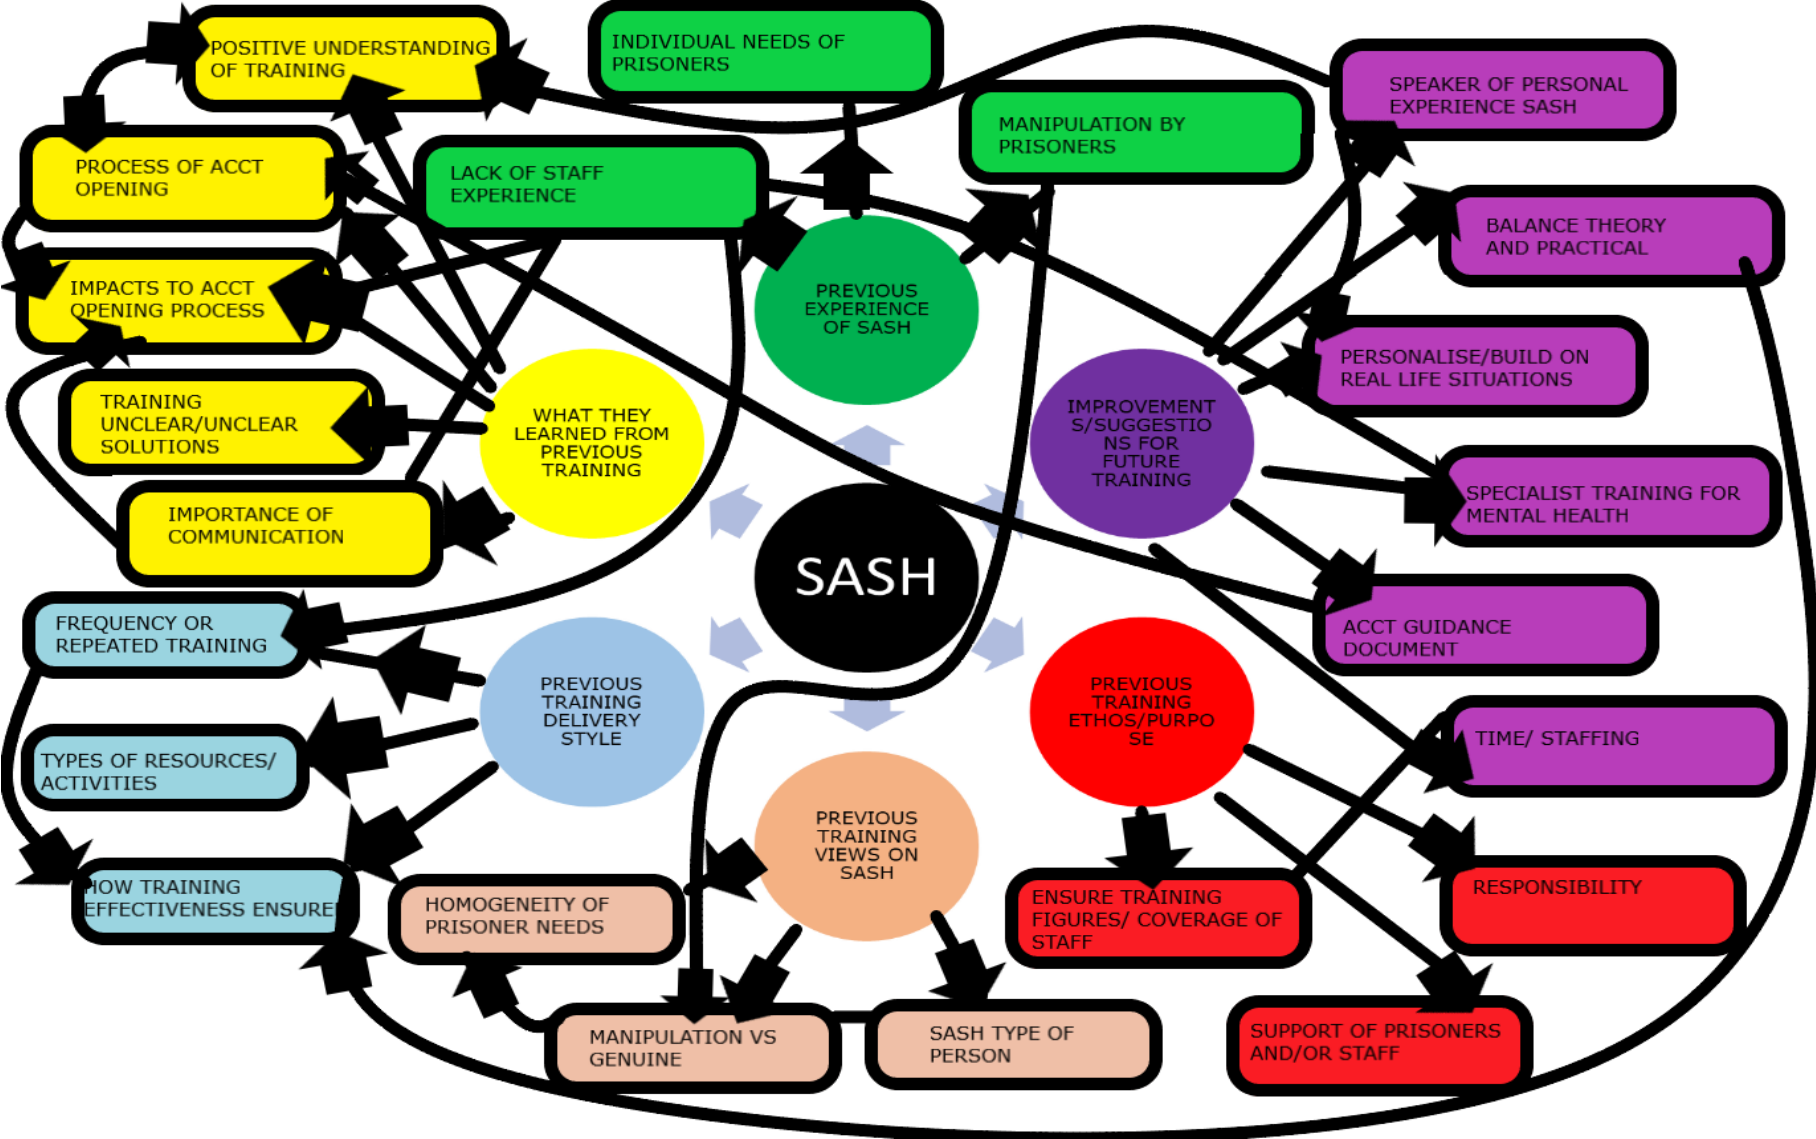 POSITIVE UNDERSTANDING
OF TRAINING
INDIVIDUAL NEEDS OF
PRISONERS
SPEAKER OF PERSONAL
EXPERIENCE SASH
MANIPULATION BY
PRISONERS
PROCESS OF ACCT
OPENING
LACK OF STAFF
EXPERIENCE
BALANCE THEORY
AND PRACTICAL
IMPACTS TO ACCT
OPENING PROCESS
PREVIOUS
EXPERIENCE
OF SASH
PERSONALISE/BUILD ON
REAL LIFE SITUATIONS
TRAINING
UNCLEAR/UNCLEAR
SOLUTIONS
WHAT THEY
LEARNED FROM
PREVIOUS
TRAINING
IMPROVEMENT
S/SUGGESTIO
NS FOR
FUTURE
TRAINING
SPECIALIST TRAINING FOR
MENTAL HEALTH
IMPORTANCE OF
COMMUNICATION
SASH
FREQUENCY OR
REPEATED TRAINING
ACCT GUIDANCE
DOCUMENT
PREVIOUS
TRAINING
DELIVERY
STYLE
PREVIOUS
TRAINING
ETHOS/PURPO
SE
TIME/ STAFFING
TYPES OF RESOURCES/
ACTIVITIES
PREVIOUS
TRAINING
VIEWS ON
SASH
HOW TRAINING
EFFECTIVENESS ENSURE
HOMOGENEITY OF
PRISONER NEEDS
ENSURE TRAINING
FIGURES/ COVERAGE OF
STAFF
RESPONSIBILITY
MANIPULATION VS
GENUINE
SASH TYPE OF
PERSON
SUPPORT OF PRISONERS
AND/OR STAFF